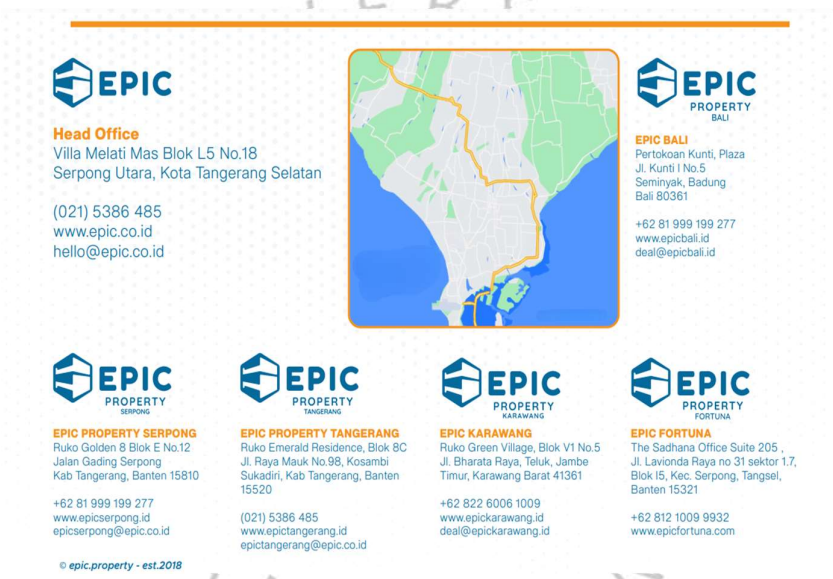 EPIC
Head Office
Villa Melati Mas Blok L5 No.18
Serpong Utara, Kota Tangerang Selatan
(021) 5386 485
www.epic.co.id
hello@epic.co.id
EPIC
PROPERTY
BALI
EPIC BALI
Pertokoan Kunti, Plaza
Jl. Kunti I No.5
Seminyak, Badung
Bali 80361
+62 81 999 199 277
www.epicbali.id
deal@epicbali.id
EPIC
PROPERTY
SERPONG
EPIC PROPERTY SERPONG
Ruko Golden 8 Blok E No.12
Jalan Gading Serpong
Kab Tangerang, Banten 15810
+62 81 999 199 277
www.epicserpong.id
epicserpong@epic.co.id
EPIC
PROPERTY
TANGERANG
EPIC PROPERTY TANGERANG
Ruko Emerald Residence, Blok 8C
Jl. Raya Mauk No.98, Kosambi
Sukadiri, Kab Tangerang, Banten
15520
(021) 5386 485
www.epictangerang.id
epictangerang@epic.co.id
EPIC
PROPERTY
KARAWANG
EPIC KARAWANG
Ruko Green Village, Blok V1 No.5
Jl. Bharata Raya, Teluk, Jambe
Timur, Karawang Barat 41361
+62 822 6006 1009
www.epickarawang.id
deal@epickarawang.id
EPIC
PROPERTY
FORTUNA
EPIC FORTUNA
The Sadhana Office Suite 205 ,
Jl. Lavionda Raya no 31 sektor 1.7,
Blok I5, Kec. Serpong, Tangsel,
Banten 15321
+62 812 1009 9932
www.epicfortuna.com
© epic.property - est.2018